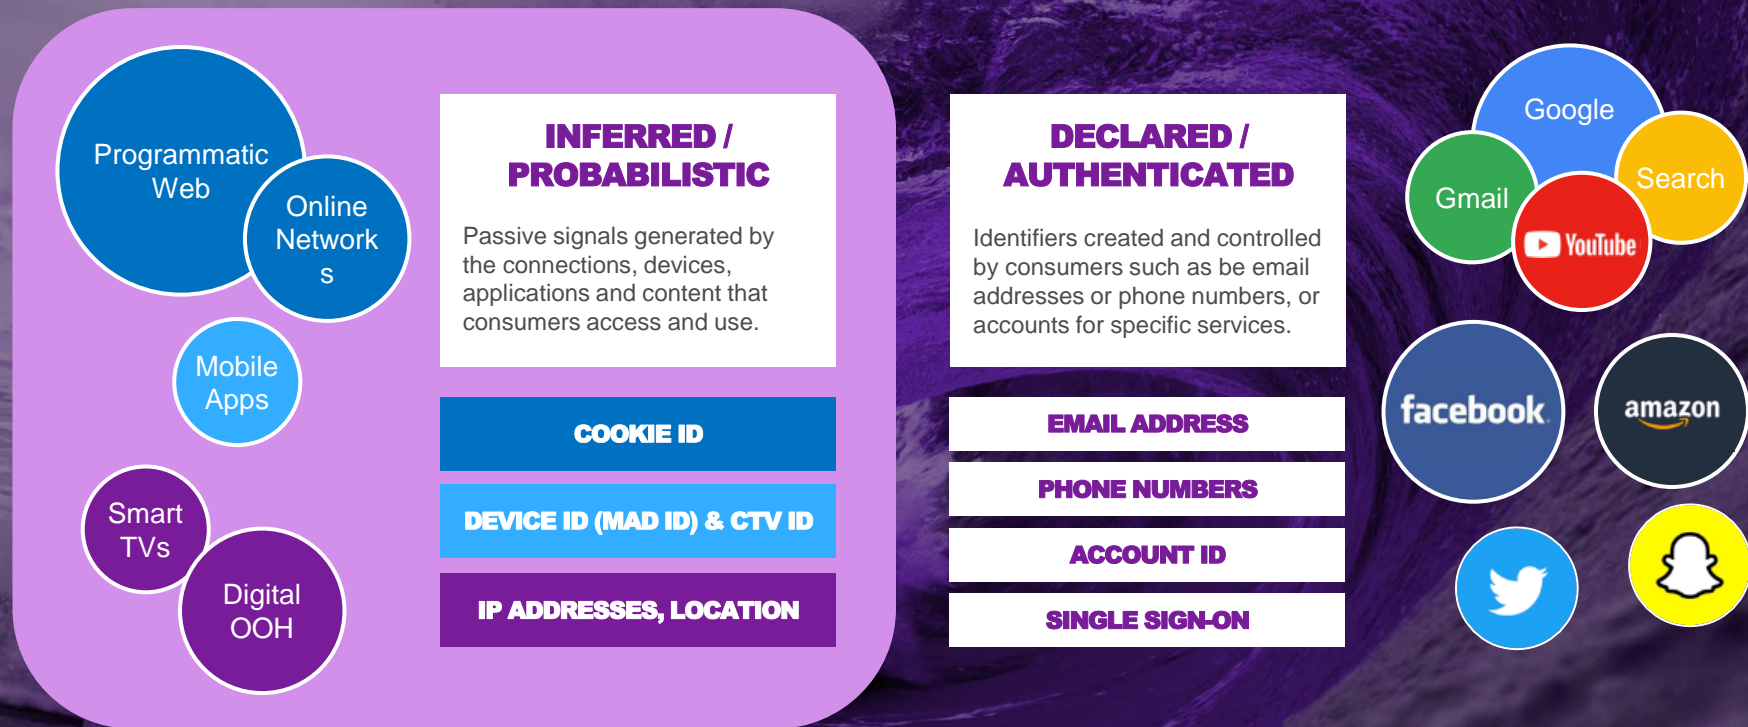 Programmatic
Web
Online
Network
s
Mobile
Apps
Smart
TVs
Digital
OOH
INFERRED /
PROBABILISTIC
Passive signals generated by
the connections, devices,
applications and content that
consumers access and use.
COOKIE ID
DEVICE ID (MAD ID) & CTV ID
IP ADDRESSES, LOCATION
DECLARED /
AUTHENTICATED
Identifiers created and controlled
by consumers such as be email
addresses or phone numbers, or
accounts for specific services.
EMAIL ADDRESS
PHONE NUMBERS
ACCOUNT ID
SINGLE SIGN-ON
Google
Gmail
Search
YouTube
facebook
amazon